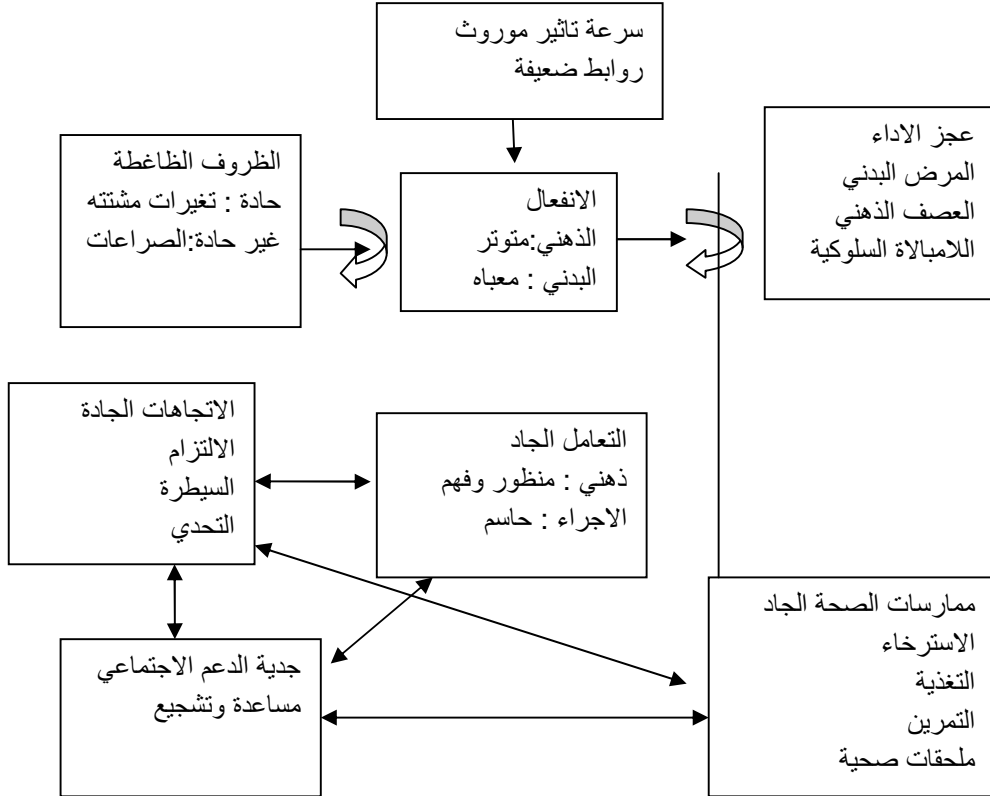 سرعة تاثير موروث
روابط ضعيفة
الظروف الظاغطة
حادة : تغيرات مشتته
غير حادة:الصراعات
الانفعال
الذهني:متوتر
البدني : معباه
عجز الاداء
المرض البدني
العصف الذهني
اللامبالاة السلوكية
الاتجاهات الجادة
الالتزام
السيطرة
التحدي
التعامل الجاد
ذهني : منظور وفهم
الاجراء : حاسم
جدية الدعم الاجتماعي
مساعدة وتشجيع
ممارسات الصحة الجاد
الاسترخاء
التغذية
التمرين
ملحقات صحية